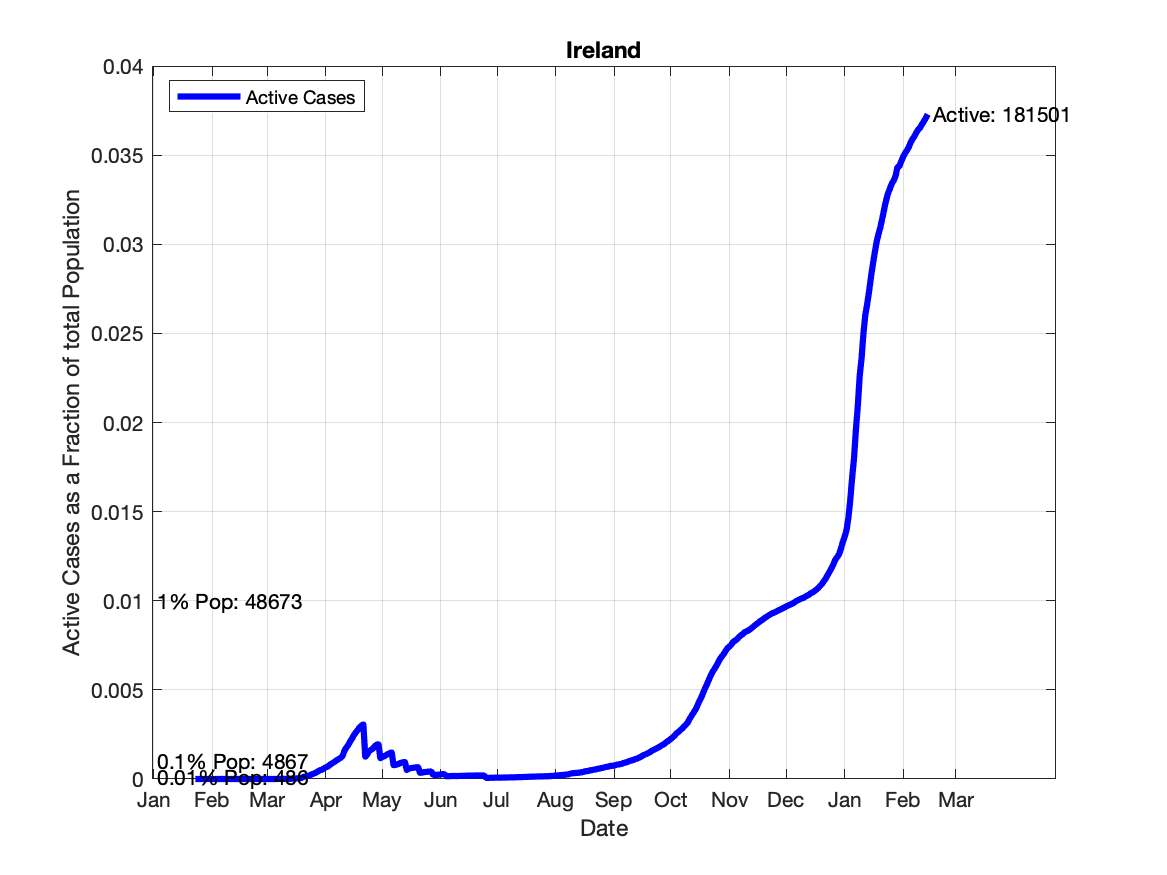 Ireland
Active Cases
Active: 181501
0.04
0.035
0.03
0.025
0.02
0.015
0.01
0.005
0
Active Cases as a Fraction of total Population
1% Pop: 48673
0.1% Pop: 4867
0.01% Pop: 486
Jan Feb Mar Apr May Jun Jul Aug Sep Oct Nov Dec Jan Feb Mar
Date